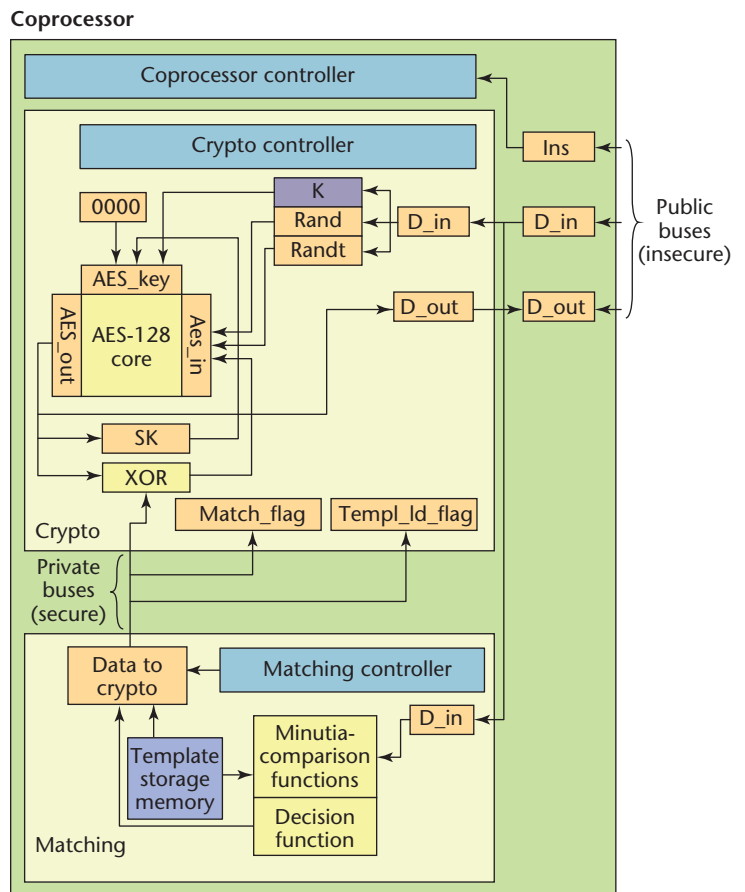 Coprocessor
Coprocessor controller
Crypto controller
Ins
K
0000
Rand
D_in
D_in
Public
buses
(insecure)
Randt
AES_key
AES_out
AES-128
core
Aes_in
D_out
D_out
SK
XOR
Match_flag
Templ_ld_flag
Crypto
Private
buses
(secure)
Data to
crypto
Matching controller
D_in
Template
storage
memory
Minutia-
comparison
functions
Decision
function
Matching